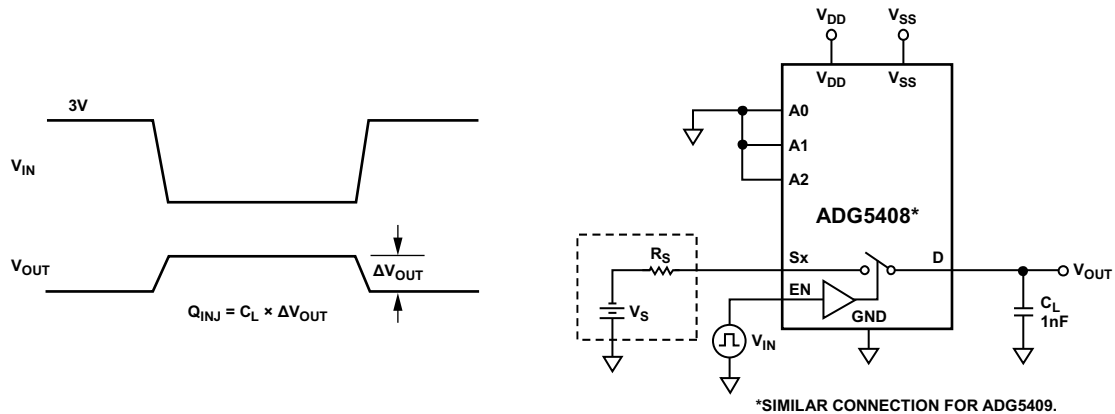 3V
V_IN
V_OUT
ΔV_OUT
Q_INJ = C_L × ΔV_OUT
V_DD
V_SS
V_DD
V_SS
A0
A1
A2
ADG5408*
R_S
Sx
D
V_OUT
EN
V_S
GND
C_L
1nF
V_IN
*SIMILAR CONNECTION FOR ADG5409.